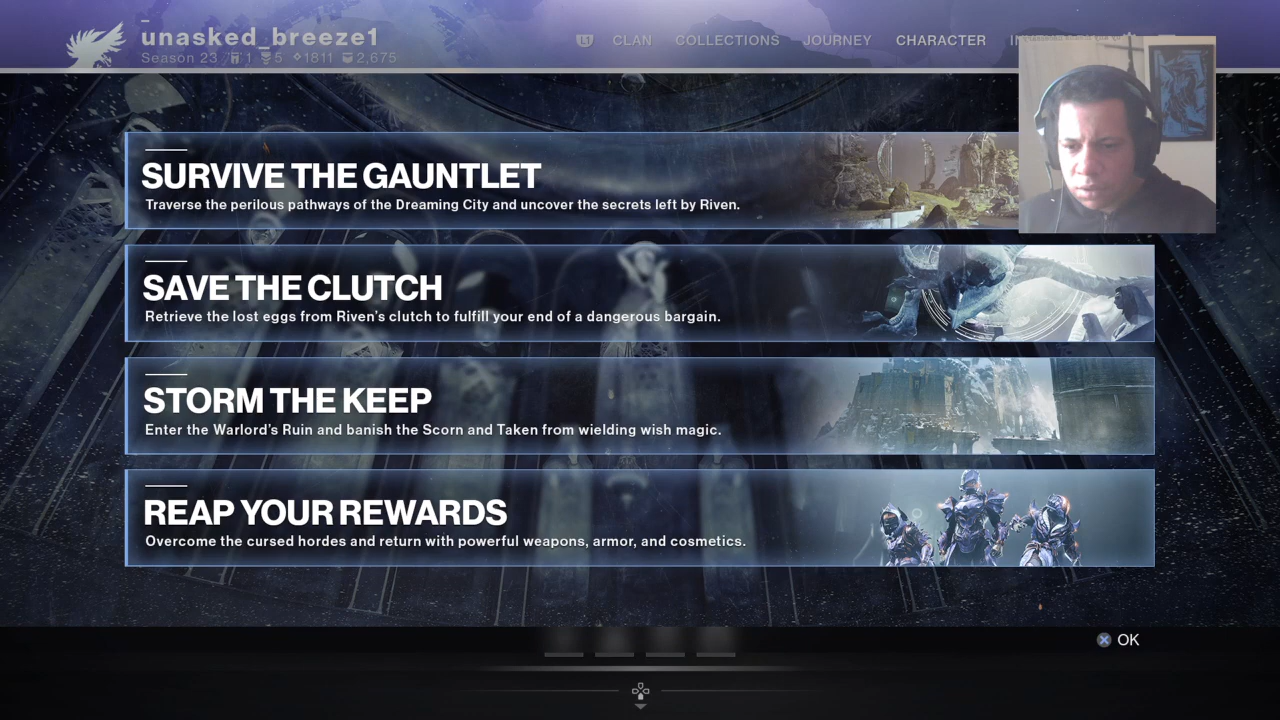 unasked_breeze1
Season 23 1 5 1811 2,675
L1 CLAN COLLECTIONS JOURNEY CHARACTER
SURVIVE THE GAUNTLET
Traverse the perilous pathways of the Dreaming City and uncover the secrets left by Riven.
SAVE THE CLUTCH
Retrieve the lost eggs from Riven's clutch to fulfill your end of a dangerous bargain.
STORM THE KEEP
Enter the Warlord's Ruin and banish the Scorn and Taken from wielding wish magic.
REAP YOUR REWARDS
Overcome the cursed hordes and return with powerful weapons, armor, and cosmetics.
OK